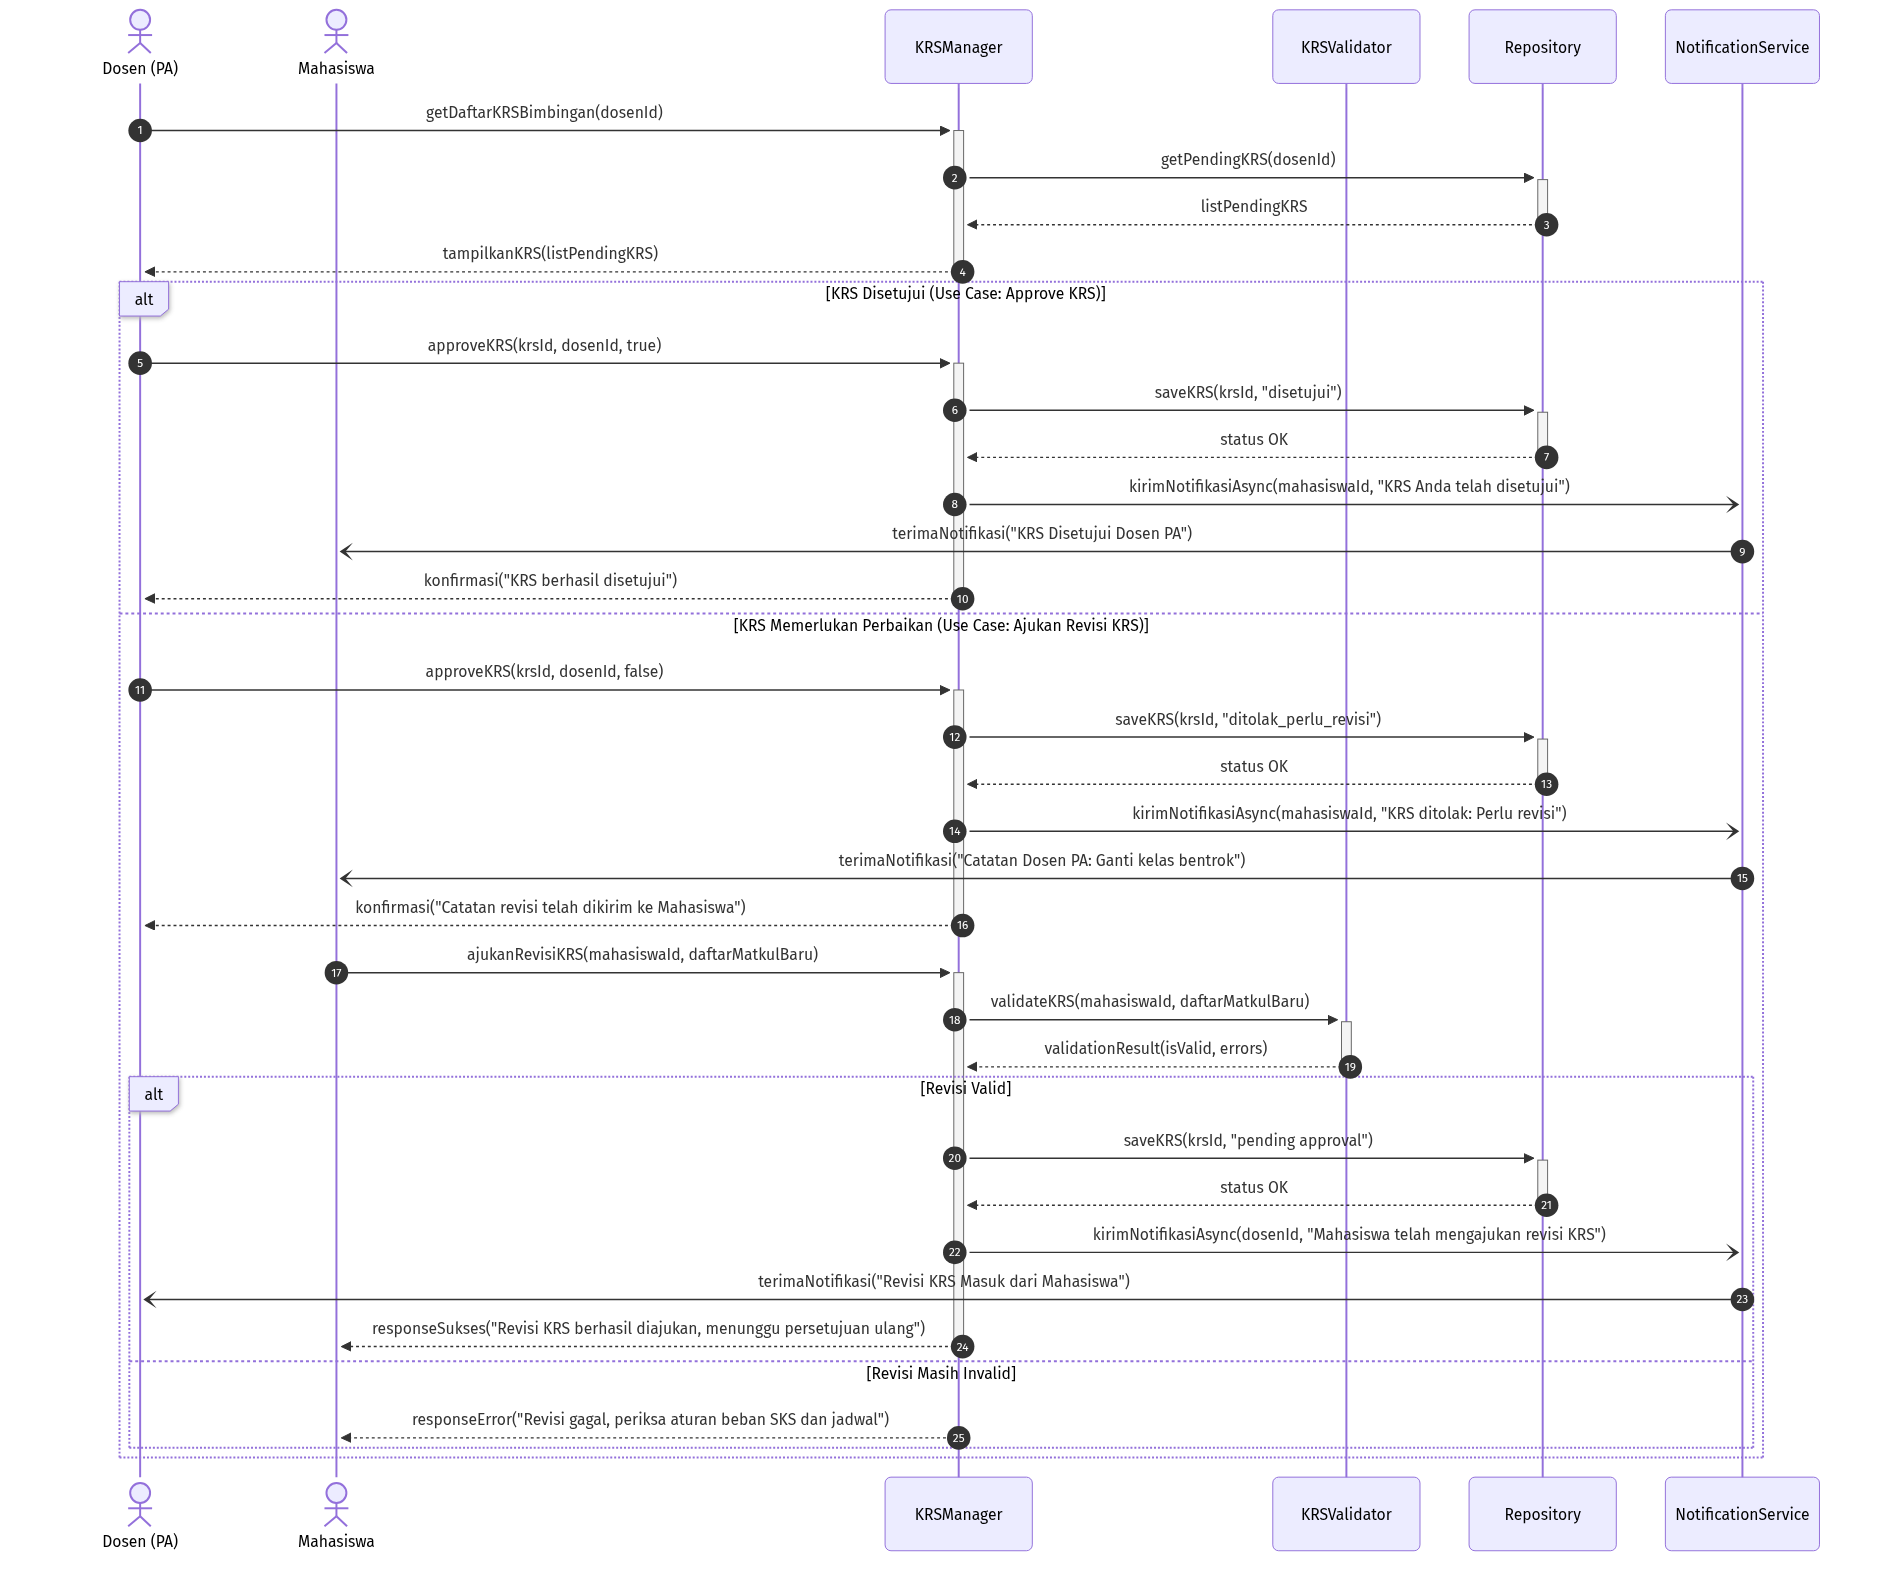 Dosen (PA)
Mahasiswa
KRSManager
KRSValidator
Repository
NotificationService
getDaftarKRSBimbingan(dosenId)
1
getPendingKRS(dosenId)
2
listPendingKRS
3
tampilkanKRS(listPendingKRS)
4
alt
[KRS Disetujui (Use Case: Approve KRS)]
approveKRS(krsId, dosenId, true)
5
saveKRS(krsId, "disetujui")
6
status OK
7
kirimNotifikasiAsync(mahasiswaId, "KRS Anda telah disetujui")
8
terimaNotifikasi("KRS Disetujui Dosen PA")
9
konfirmasi("KRS berhasil disetujui")
10
[KRS Memerlukan Perbaikan (Use Case: Ajukan Revisi KRS)]
approveKRS(krsId, dosenId, false)
11
saveKRS(krsId, "ditolak_perlu_revisi")
12
status OK
13
kirimNotifikasiAsync(mahasiswaId, "KRS ditolak: Perlu revisi")
14
terimaNotifikasi("Catatan Dosen PA: Ganti kelas bentrok")
15
konfirmasi("Catatan revisi telah dikirim ke Mahasiswa")
16
ajukanRevisiKRS(mahasiswaId, daftarMatkulBaru)
17
validateKRS(mahasiswaId, daftarMatkulBaru)
18
validationResult(isValid, errors)
19
alt
[Revisi Valid]
saveKRS(krsId, "pending approval")
20
status OK
21
kirimNotifikasiAsync(dosenId, "Mahasiswa telah mengajukan revisi KRS")
22
terimaNotifikasi("Revisi KRS Masuk dari Mahasiswa")
23
responseSukses("Revisi KRS berhasil diajukan, menunggu persetujuan ulang")
24
[Revisi Masih Invalid]
responseError("Revisi gagal, periksa aturan beban SKS dan jadwal")
25
Dosen (PA)
Mahasiswa
KRSManager
KRSValidator
Repository
NotificationService